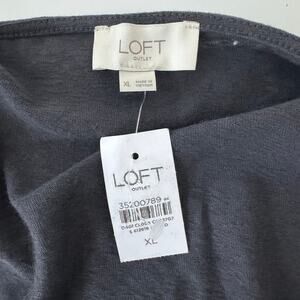 LOFT
OUTLET
XL
MADE IN
VIETNAM
LOFT
OUTLET
35200789
XL